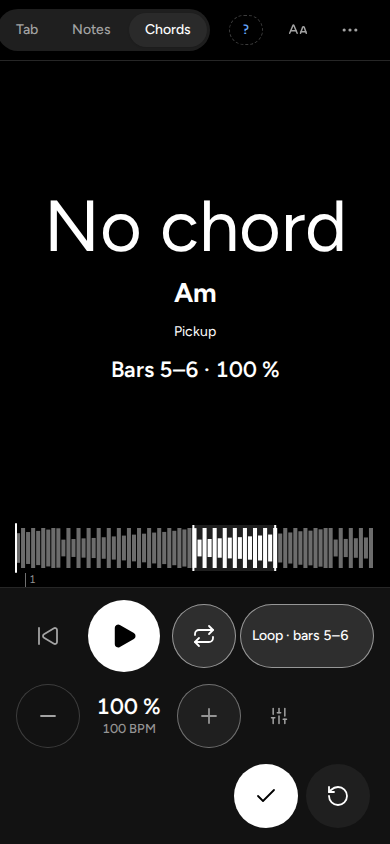 Tab Notes Chords ? AA
No chord
Am
Pickup
Bars 5–6 · 100 %
1
Loop · bars 5–6
100 %
100 BPM